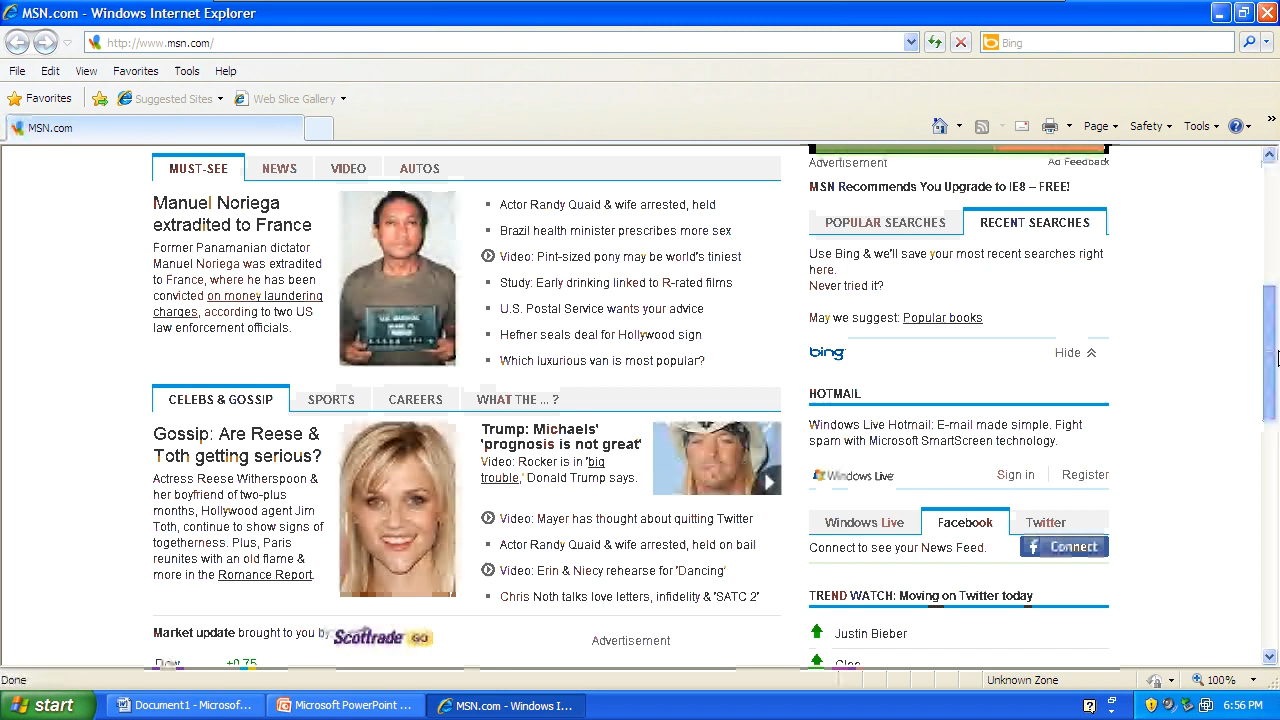 MSN.com - Windows Internet Explorer
http://www.msn.com/
Bing
File Edit View Favorites Tools Help
Favorites Suggested Sites Web Slice Gallery
MSN.com
Page Safety Tools
MUST-SEE NEWS VIDEO AUTOS
Manuel Noriega
extradited to France
Former Panamanian dictator
Manuel Noriega was extradited
to France, where he has been
convicted on money laundering
charges, according to two US
law enforcement officials.
Actor Randy Quaid & wife arrested, held
Brazil health minister prescribes more sex
Video: Pint-sized pony may be world's tiniest
Study: Early drinking linked to R-rated films
U.S. Postal Service wants your advice
Hefner seals deal for Hollywood sign
Which luxurious van is most popular?
CELEBS & GOSSIP SPORTS CAREERS WHAT THE ... ?
Gossip: Are Reese &
Toth getting serious?
Actress Reese Witherspoon &
her boyfriend of two-plus
months, Hollywood agent Jim
Toth, continue to show signs of
togetherness. Plus, Paris
reunites with an old flame &
more in the Romance Report.
Trump: Michaels'
'prognosis is not great'
Video: Rocker is in 'big
trouble,' Donald Trump says.
Video: Mayer has thought about quitting Twitter
Actor Randy Quaid & wife arrested, held on bail
Video: Erin & Niecy rehearse for 'Dancing'
Chris Noth talks love letters, infidelity & 'SATC 2'
Market update brought to you by Scottrade GO
Advertisement
Dow +0.75
Advertisement Ad Feedback
MSN Recommends You Upgrade to IE8 – FREE!
POPULAR SEARCHES RECENT SEARCHES
Use Bing & we'll save your most recent searches right
here.
Never tried it?
May we suggest: Popular books
bing Hide
HOTMAIL
Windows Live Hotmail: E-mail made simple. Fight
spam with Microsoft SmartScreen technology.
Windows Live Sign in Register
Windows Live Facebook Twitter
Connect to see your News Feed. Connect
TREND WATCH: Moving on Twitter today
Justin Bieber
Done Unknown Zone 100%
start Document1 - Microsof... Microsoft PowerPoint ... MSN.com - Windows I... 6:56 PM